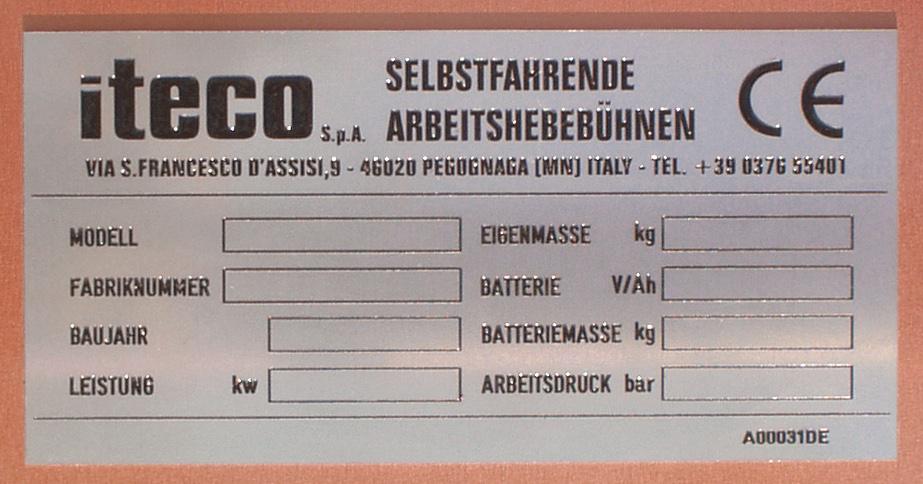 iteco S.p.A.
SELBSTFAHRENDE
ARBEITSHEBEBÜHNEN
CE
VIA S.FRANCESCO D'ASSISI,9 - 46020 PEGOGNAGA (MN) ITALY - TEL. +39 0376 55401
MODELL
EIGENMASSE kg
FABRIKNUMMER
BATTERIE V/Ah
BAUJAHR
BATTERIEMASSE kg
LEISTUNG kw
ARBEITSDRUCK bar
A00031DE